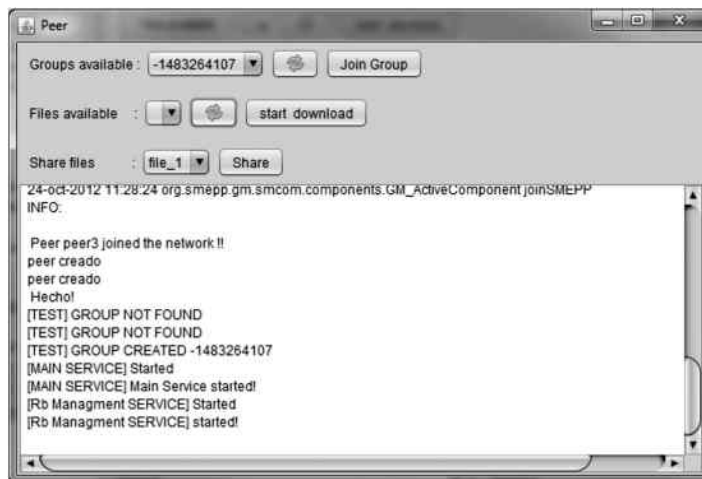 Peer
Groups available : -1483264107 Join Group
Files available : start download
Share files : file_1 Share
24-oct-2012 11:28:24 org.smepp.gm.smcom.components.GM_ActiveComponent joinSMEPP
INFO:
Peer peer3 joined the network !!
peer creado
peer creado
Hecho!
[TEST] GROUP NOT FOUND
[TEST] GROUP NOT FOUND
[TEST] GROUP CREATED -1483264107
[MAIN SERVICE] Started
[MAIN SERVICE] Main Service started!
[Rb Managment SERVICE] Started
[Rb Managment SERVICE] started!